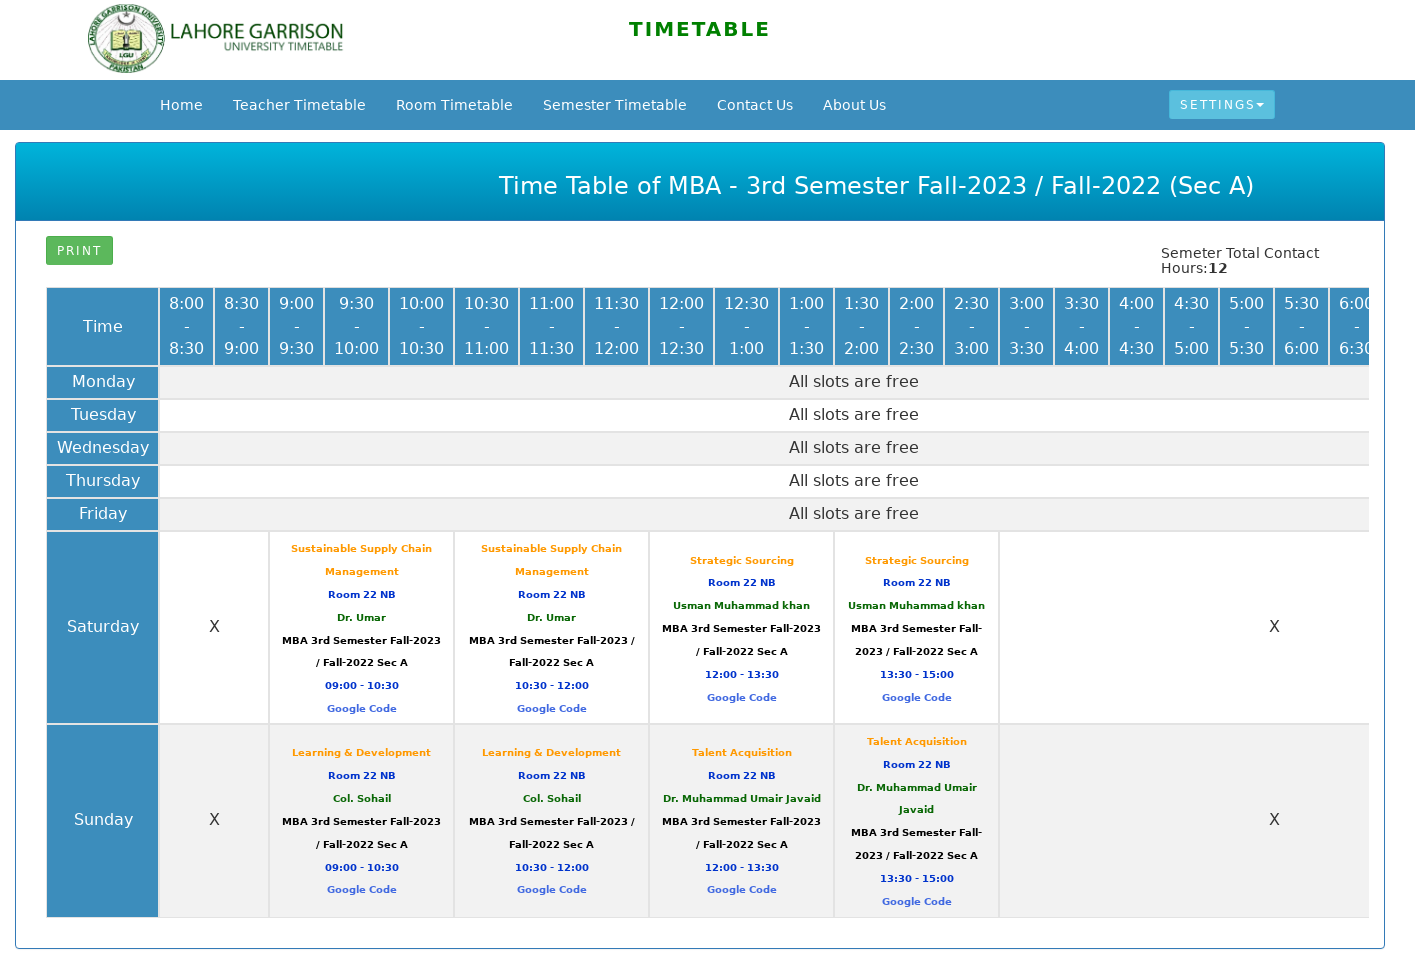 LAHORE GARRISON
UNIVERSITY TIMETABLE
TIMETABLE
Home Teacher Timetable Room Timetable Semester Timetable Contact Us About Us SETTINGS
Time Table of MBA - 3rd Semester Fall-2023 / Fall-2022 (Sec A)
PRINT
Semeter Total Contact
Hours:12
Time
8:00 - 8:30
8:30 - 9:00
9:00 - 9:30
9:30 - 10:00
10:00 - 10:30
10:30 - 11:00
11:00 - 11:30
11:30 - 12:00
12:00 - 12:30
12:30 - 1:00
1:00 - 1:30
1:30 - 2:00
2:00 - 2:30
2:30 - 3:00
3:00 - 3:30
3:30 - 4:00
4:00 - 4:30
4:30 - 5:00
5:00 - 5:30
5:30 - 6:00
6:00 - 6:30
Monday All slots are free
Tuesday All slots are free
Wednesday All slots are free
Thursday All slots are free
Friday All slots are free
Saturday
X
Sustainable Supply Chain
Management
Room 22 NB
Dr. Umar
MBA 3rd Semester Fall-2023
/ Fall-2022 Sec A
09:00 - 10:30
Google Code
Sustainable Supply Chain
Management
Room 22 NB
Dr. Umar
MBA 3rd Semester Fall-2023 /
Fall-2022 Sec A
10:30 - 12:00
Google Code
Strategic Sourcing
Room 22 NB
Usman Muhammad khan
MBA 3rd Semester Fall-2023
/ Fall-2022 Sec A
12:00 - 13:30
Google Code
Strategic Sourcing
Room 22 NB
Usman Muhammad khan
MBA 3rd Semester Fall-
2023 / Fall-2022 Sec A
13:30 - 15:00
Google Code
X
Sunday
X
Learning & Development
Room 22 NB
Col. Sohail
MBA 3rd Semester Fall-2023
/ Fall-2022 Sec A
09:00 - 10:30
Google Code
Learning & Development
Room 22 NB
Col. Sohail
MBA 3rd Semester Fall-2023 /
Fall-2022 Sec A
10:30 - 12:00
Google Code
Talent Acquisition
Room 22 NB
Dr. Muhammad Umair Javaid
MBA 3rd Semester Fall-2023
/ Fall-2022 Sec A
12:00 - 13:30
Google Code
Talent Acquisition
Room 22 NB
Dr. Muhammad Umair
Javaid
MBA 3rd Semester Fall-
2023 / Fall-2022 Sec A
13:30 - 15:00
Google Code
X